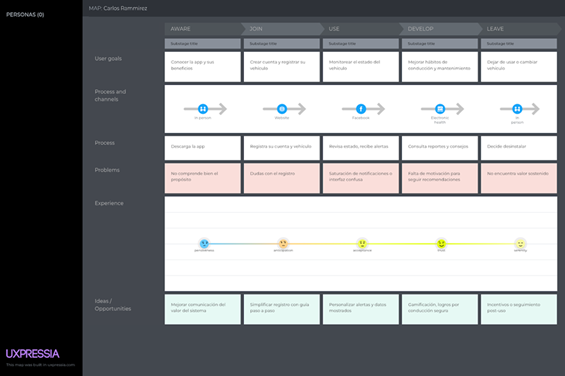 PERSONAS (0)
MAP: Carlos Rammirez
AWARE
JOIN
USE
DEVELOP
LEAVE
Substage title
Substage title
Substage title
Substage title
Substage title
User goals
Conocer la app y sus
beneficios
Crear cuenta y registrar su
vehículo
Monitorear el estado del
vehículo
Mejorar hábitos de
conducción y mantenimiento
Dejar de usar o cambiar
vehículo
Process and
channels
In person
Website
Facebook
Electronic
health
In
person
Process
Descarga la app
Registra su cuenta y vehículo
Revisa estado, recibe alertas
Consulta reportes y consejos
Decide desinstalar
Problems
No comprende bien el
propósito
Dudas con el registro
Saturación de notificaciones o
interfaz confusa
Falta de motivación para
seguir recomendaciones
No encuentra valor sostenido
Experience
Ideas /
Opportunities
Mejorar comunicación del
valor del sistema
Simplificar registro con guía
paso a paso
Personalizar alertas y datos
mostrados
Gamificación, logros por
conducción segura
Incentivos o seguimiento
post-uso
UXPRESSIA
This map was built in uxpressia.com